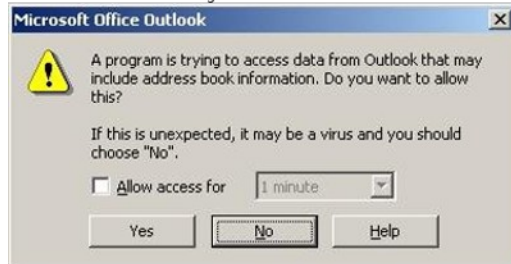 Microsoft Office Outlook
A program is trying to access data from Outlook that may
include address book information. Do you want to allow
this?
If this is unexpected, it may be a virus and you should
choose "No".
Allow access for
1 minute
Yes
No
Help